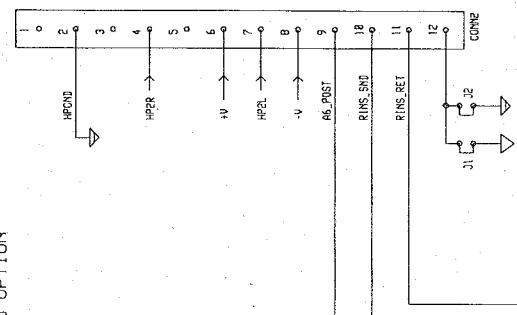 1
2
3
4
5
6
7
8
9
10
11
12
CONN2
HPGND
HP2R
+V
HP2L
-V
A6_POST
RINS_SND
RINS_RET
J2
J1
OPTION